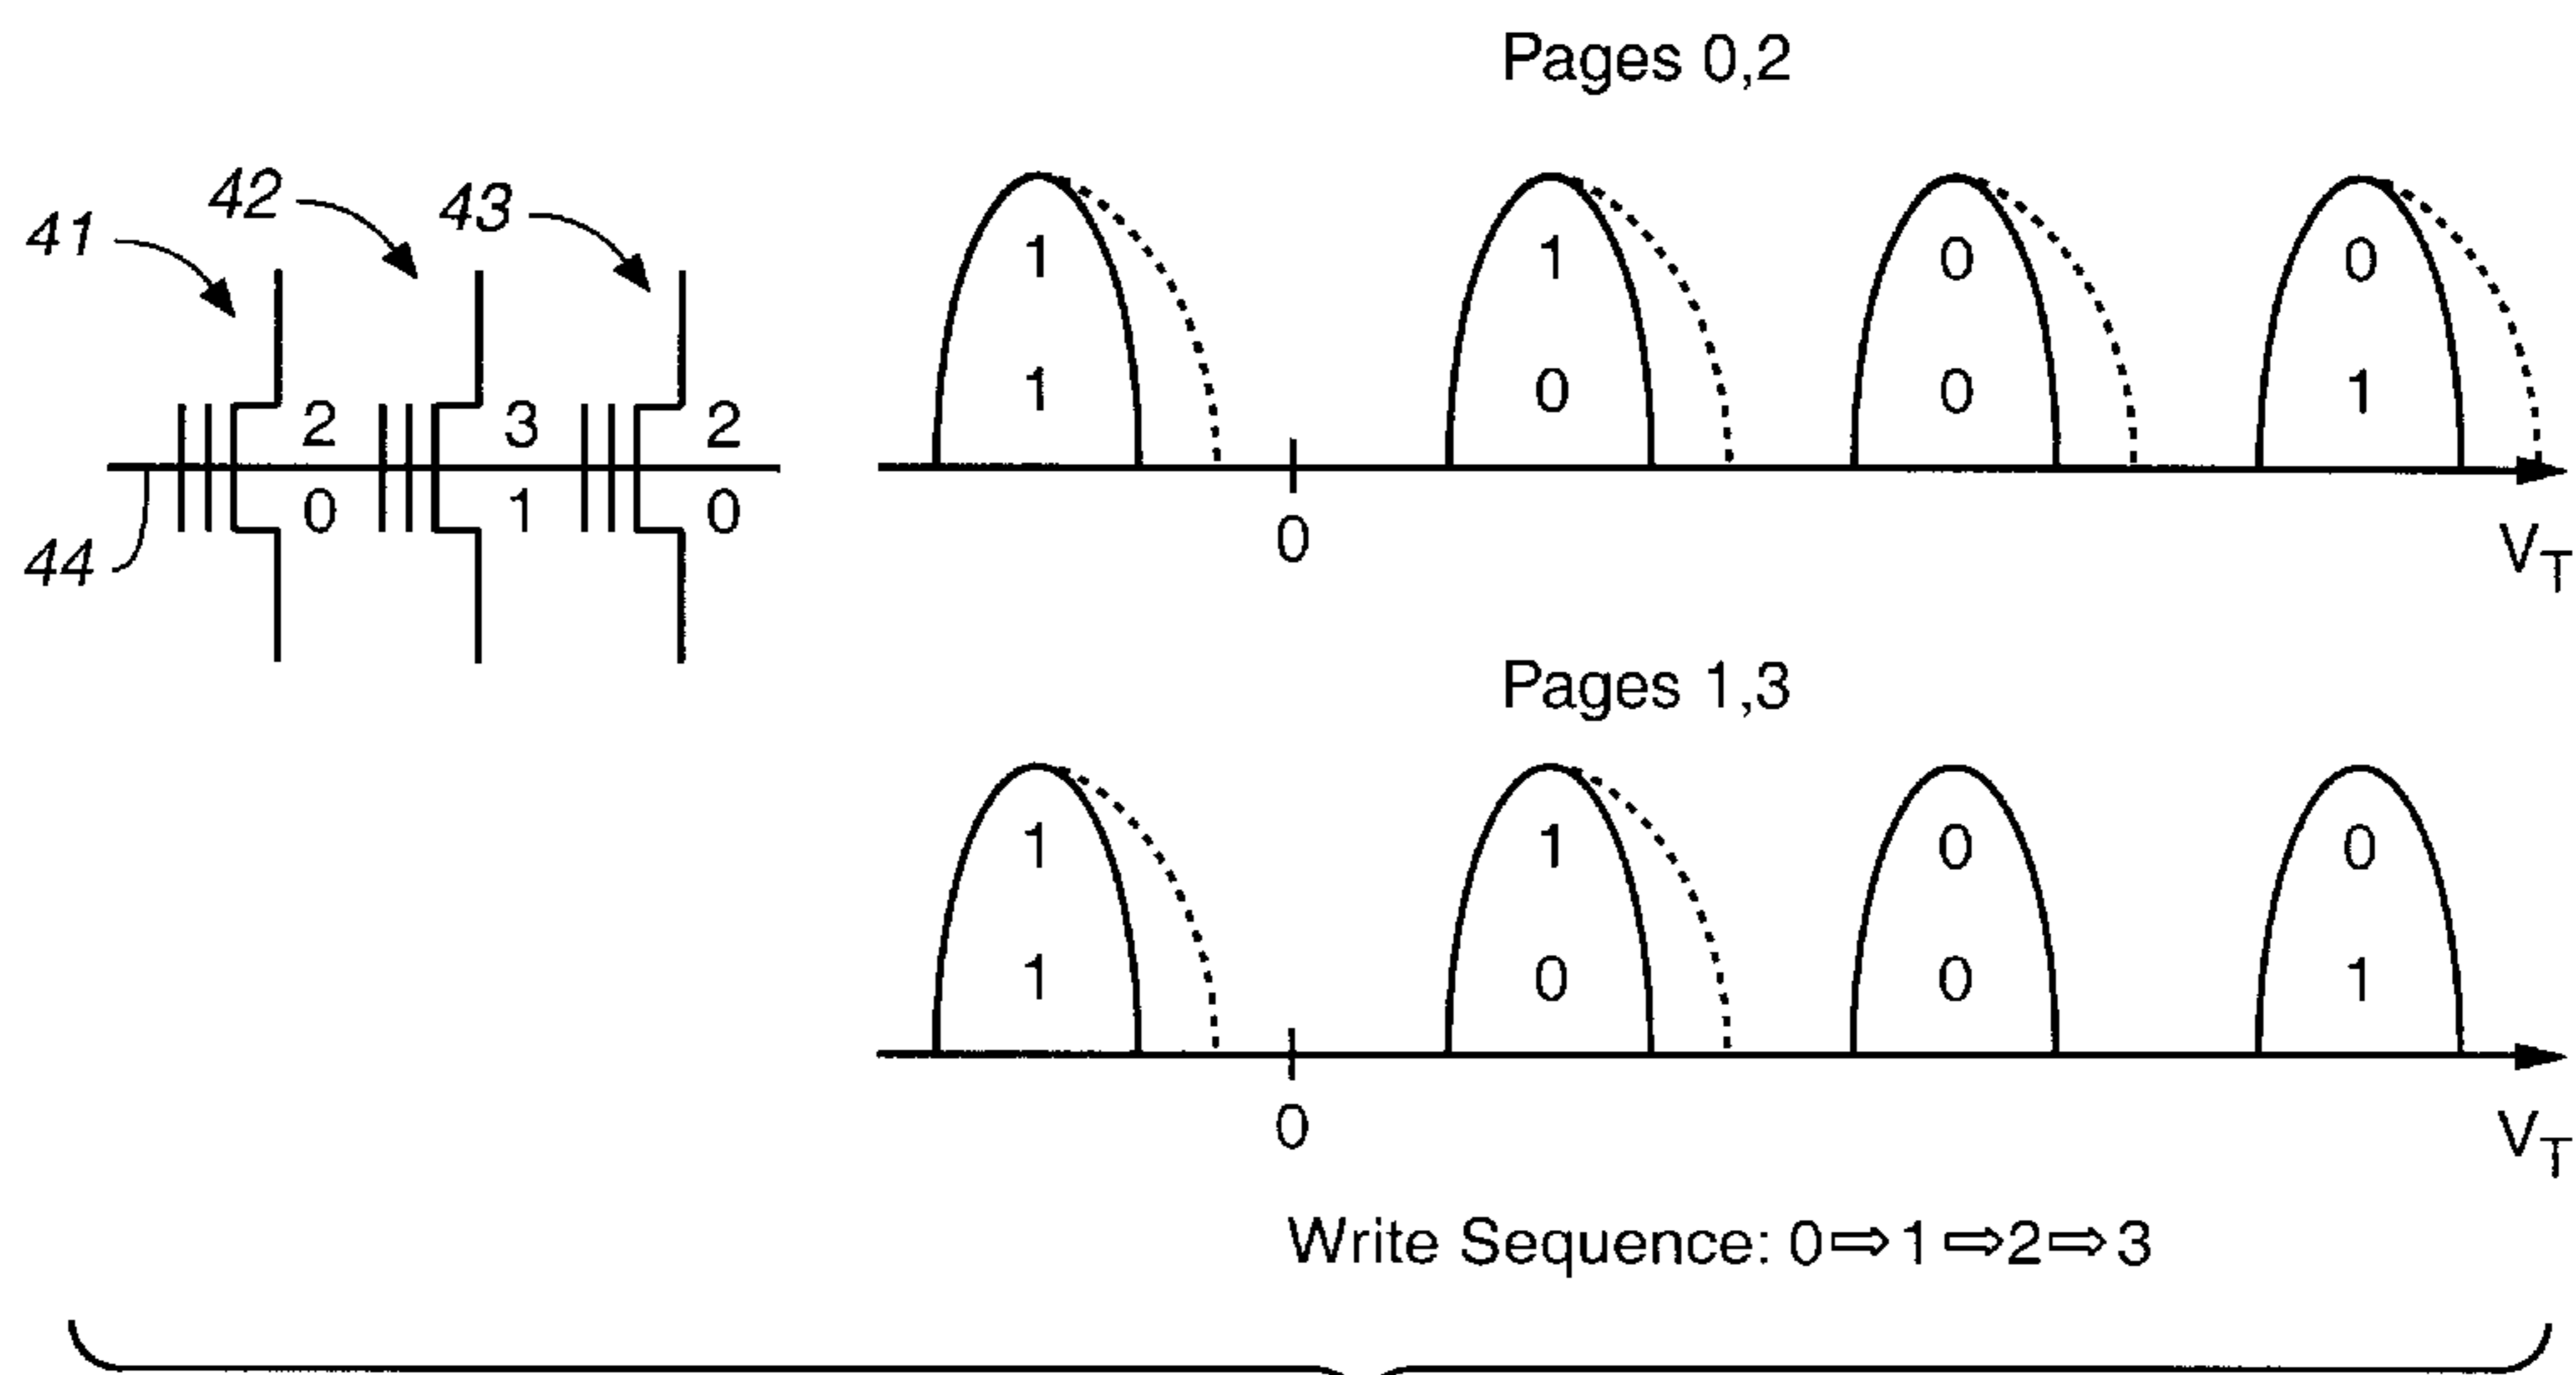 Pages 0,2
41 42 43
1 1 0 0
1 0 0 1
2 3 2
0 1 0
44
0
V_T
Pages 1,3
1 1 0 0
1 0 0 1
0
V_T
Write Sequence: 0⇒1⇒2⇒3